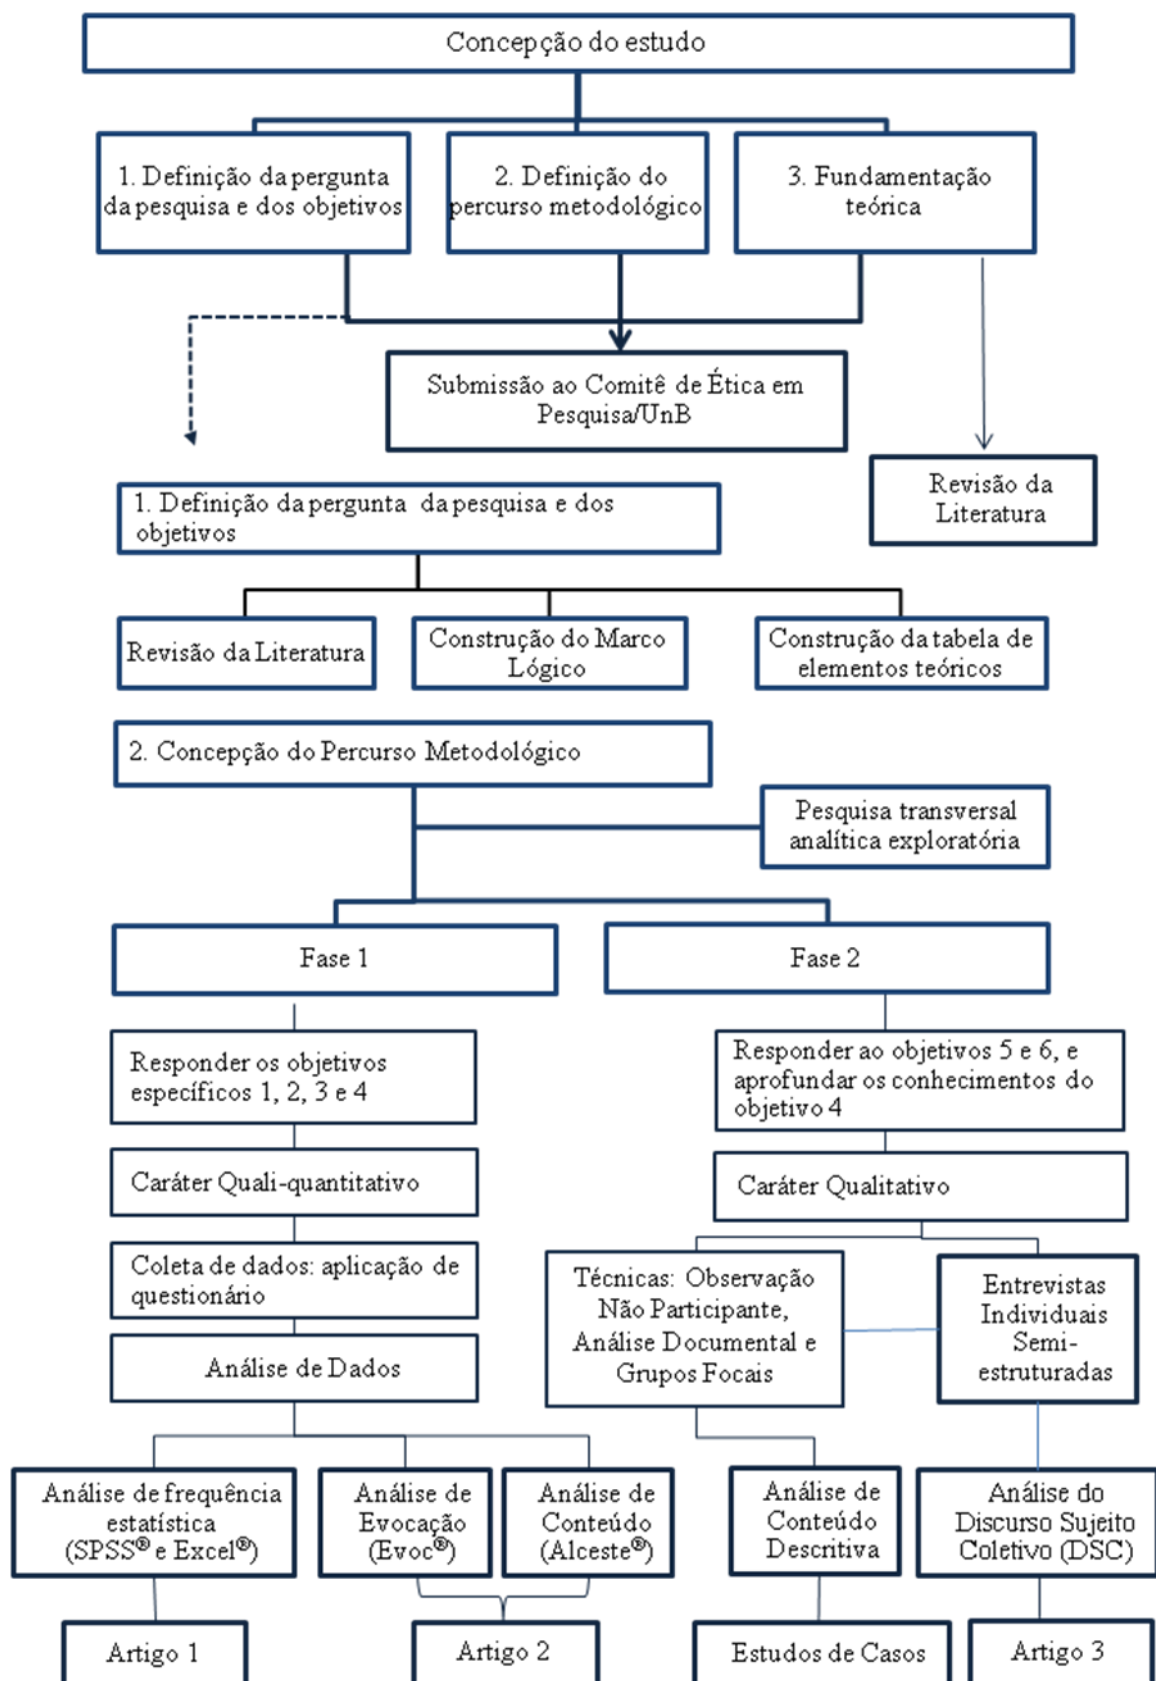 Concepção do estudo
1. Definição da pergunta
da pesquisa e dos objetivos
2. Definição do
percurso metodológico
3. Fundamentação
teórica
Submissão ao Comitê de Ética em
Pesquisa/UnB
Revisão da
Literatura
1. Definição da pergunta da pesquisa e dos
objetivos
Revisão da Literatura
Construção do Marco
Lógico
Construção da tabela de
elementos teóricos
2. Concepção do Percurso Metodológico
Pesquisa transversal
analítica exploratória
Fase 1
Fase 2
Responder os objetivos
específicos 1, 2, 3 e 4
Responder ao objetivos 5 e 6, e
aprofundar os conhecimentos do
objetivo 4
Caráter Quali-quantitativo
Caráter Qualitativo
Coleta de dados: aplicação de
questionário
Técnicas: Observação
Não Participante,
Análise Documental e
Grupos Focais
Entrevistas
Individuais
Semi-
estruturadas
Análise de Dados
Análise de frequência
estatística
(SPSS® e Excel®)
Análise de
Evocação
(Evoc®)
Análise de
Conteúdo
(Alceste®)
Análise de
Conteúdo
Descritiva
Análise do
Discurso Sujeito
Coletivo (DSC)
Artigo 1
Artigo 2
Estudos de Casos
Artigo 3